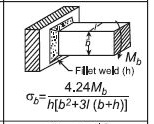 b
M_b
Fillet weld (h)
σ_b = 4.24M_b / h[b²+3l (b+h)]